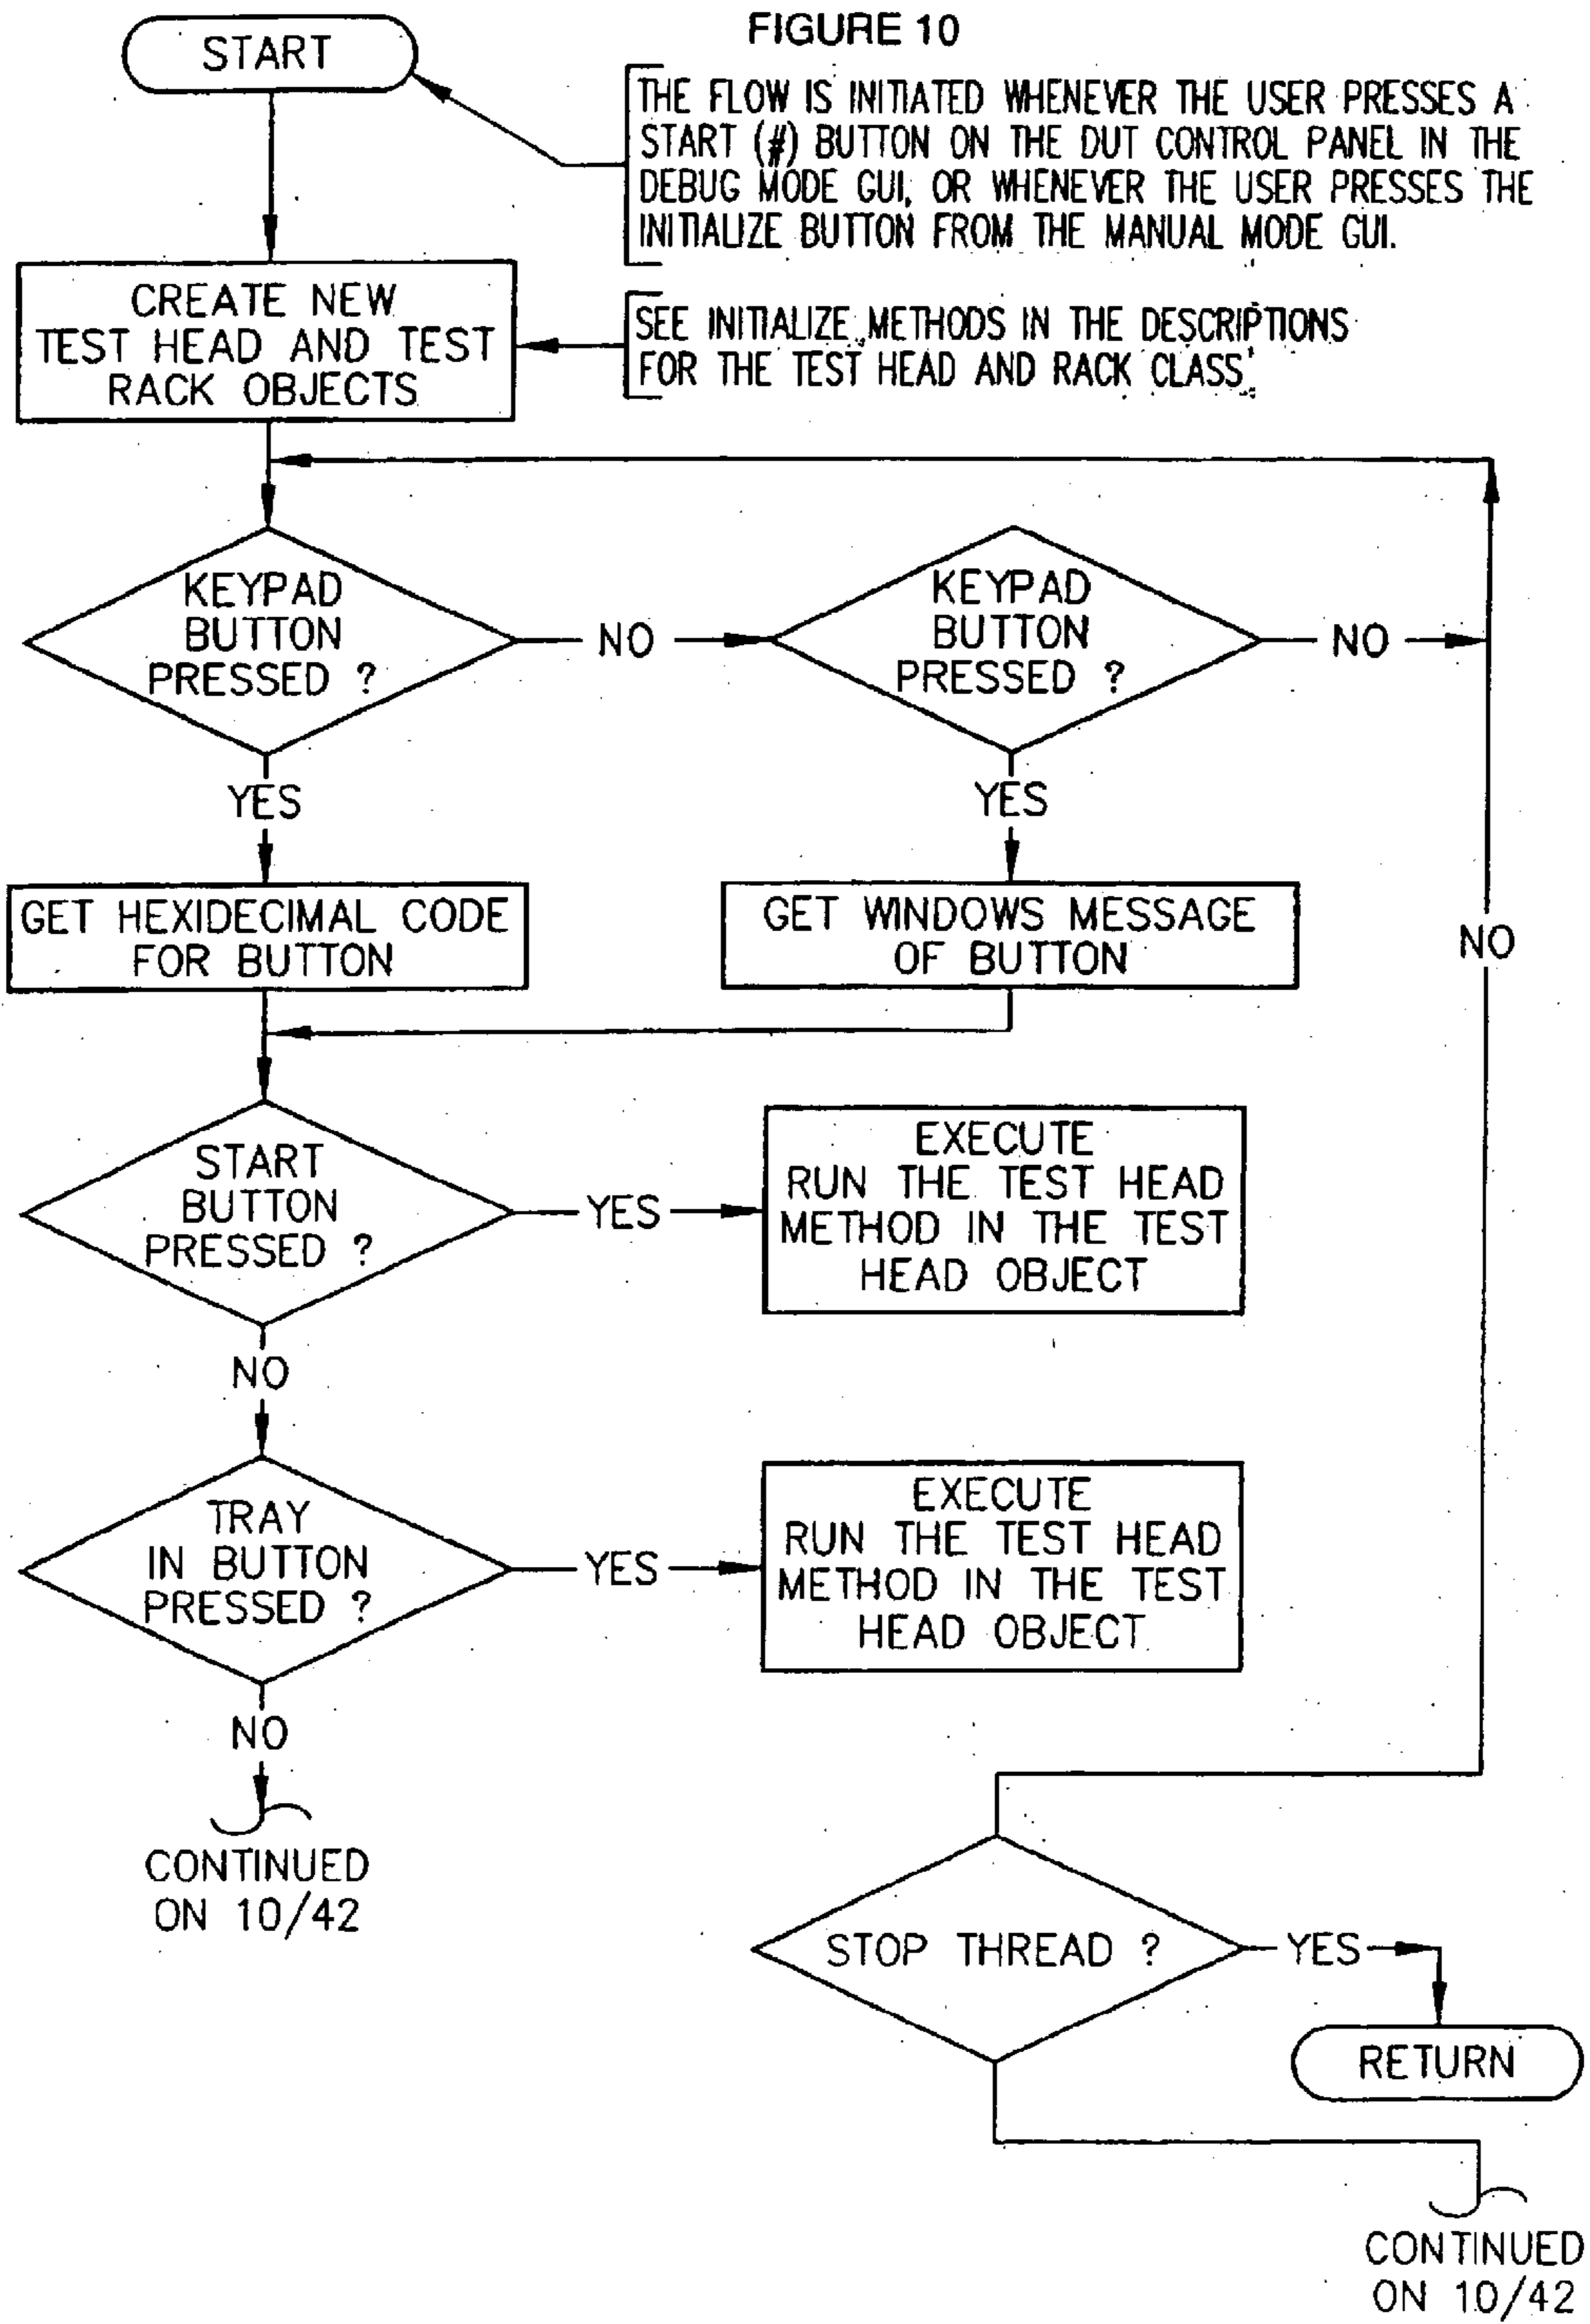 FIGURE 10
START
THE FLOW IS INITIATED WHENEVER THE USER PRESSES A
START (#) BUTTON ON THE DUT CONTROL PANEL IN THE
DEBUG MODE GUI, OR WHENEVER THE USER PRESSES THE
INITIALIZE BUTTON FROM THE MANUAL MODE GUI.
CREATE NEW
TEST HEAD AND TEST
RACK OBJECTS
SEE INITIALIZE METHODS IN THE DESCRIPTIONS
FOR THE TEST HEAD AND RACK CLASS
KEYPAD
BUTTON
PRESSED ?
NO
KEYPAD
BUTTON
PRESSED ?
NO
YES
YES
GET HEXIDECIMAL CODE
FOR BUTTON
GET WINDOWS MESSAGE
OF BUTTON
NO
START
BUTTON
PRESSED ?
YES
EXECUTE
RUN THE TEST HEAD
METHOD IN THE TEST
HEAD OBJECT
NO
TRAY
IN BUTTON
PRESSED ?
YES
EXECUTE
RUN THE TEST HEAD
METHOD IN THE TEST
HEAD OBJECT
NO
CONTINUED
ON 10/42
STOP THREAD ?
YES
RETURN
CONTINUED
ON 10/42